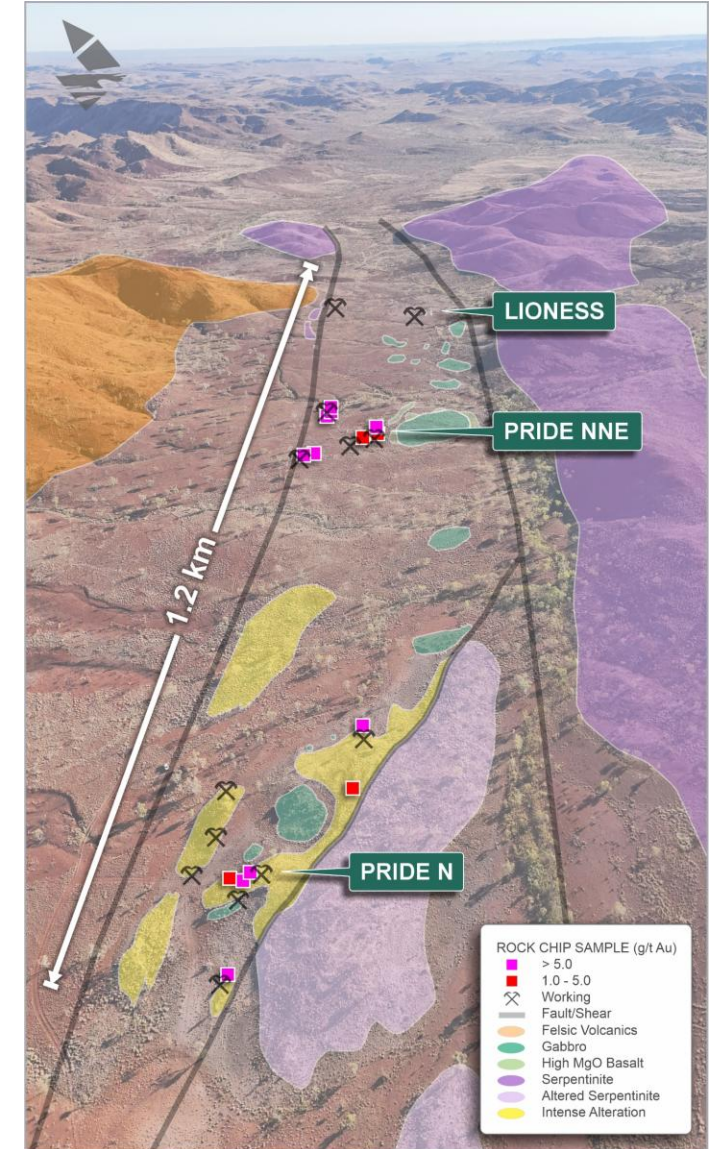 LIONESS
PRIDE NNE
1.2 km
PRIDE N
ROCK CHIP SAMPLE (g/t Au)
> 5.0
1.0 - 5.0
Working
Fault/Shear
Felsic Volcanics
Gabbro
High MgO Basalt
Serpentinite
Altered Serpentinite
Intense Alteration